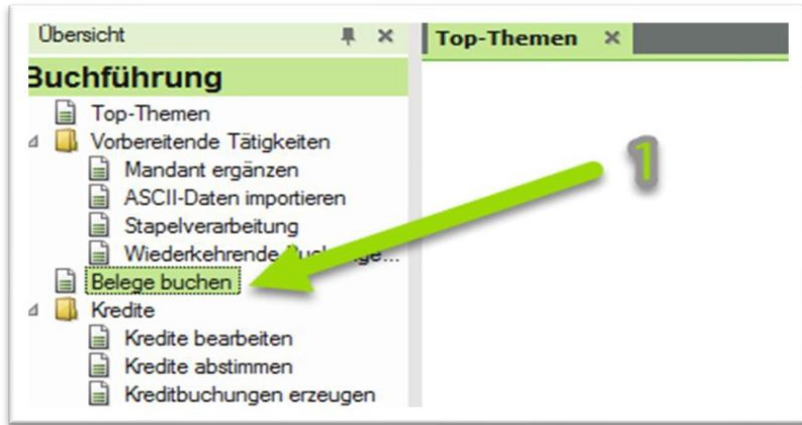 Übersicht
Top-Themen
Buchführung
Top-Themen
Vorbereitende Tätigkeiten
Mandant ergänzen
ASCII-Daten importieren
Stapelverarbeitung
Wiederkehrende
Belege buchen
Kredite
Kredite bearbeiten
Kredite abstimmen
Kreditbuchungen erzeugen
1